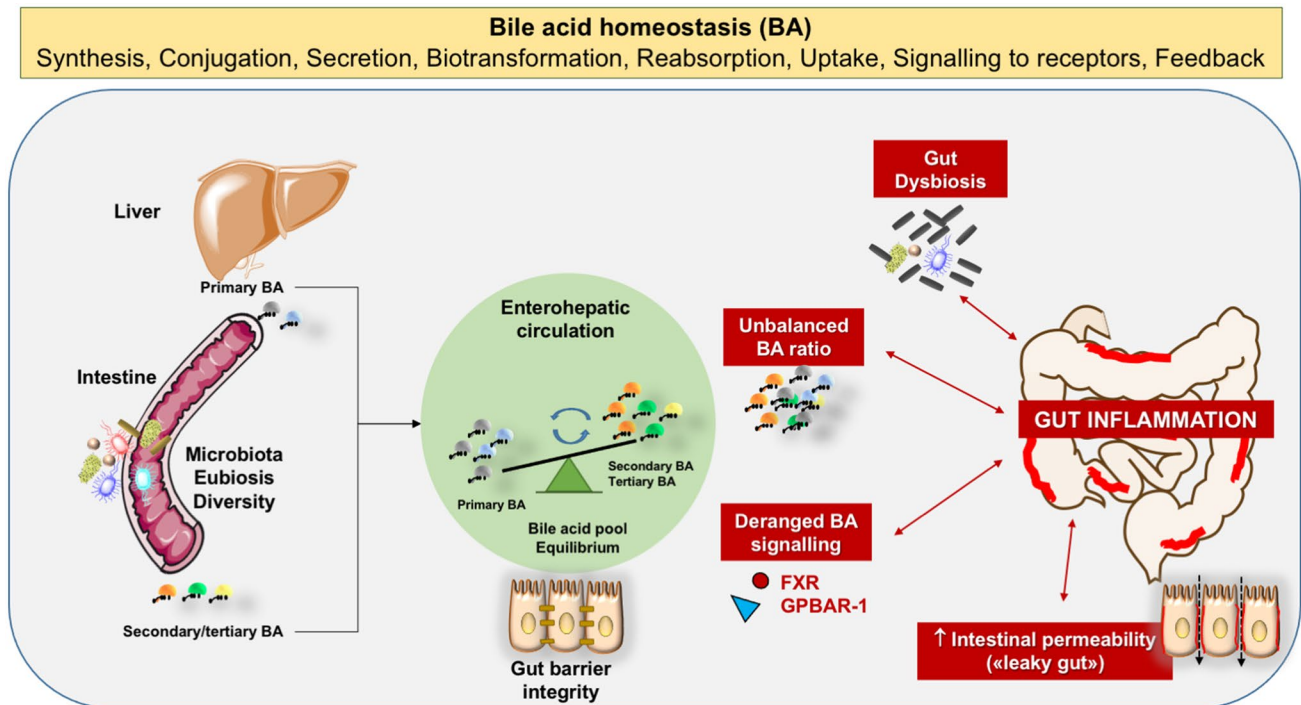 Bile acid homeostasis (BA)
Synthesis, Conjugation, Secretion, Biotransformation, Reabsorption, Uptake, Signalling to receptors, Feedback
Liver
Primary BA
Intestine
Microbiota
Eubiosis
Diversity
Secondary/tertiary BA
Enterohepatic
circulation
Primary BA
Secondary BA
Tertiary BA
Bile acid pool
Equilibrium
Gut barrier
integrity
Gut
Dysbiosis
Unbalanced
BA ratio
GUT INFLAMMATION
Deranged BA
signalling
FXR
GPBAR-1
↑ Intestinal permeability
(«leaky gut»)